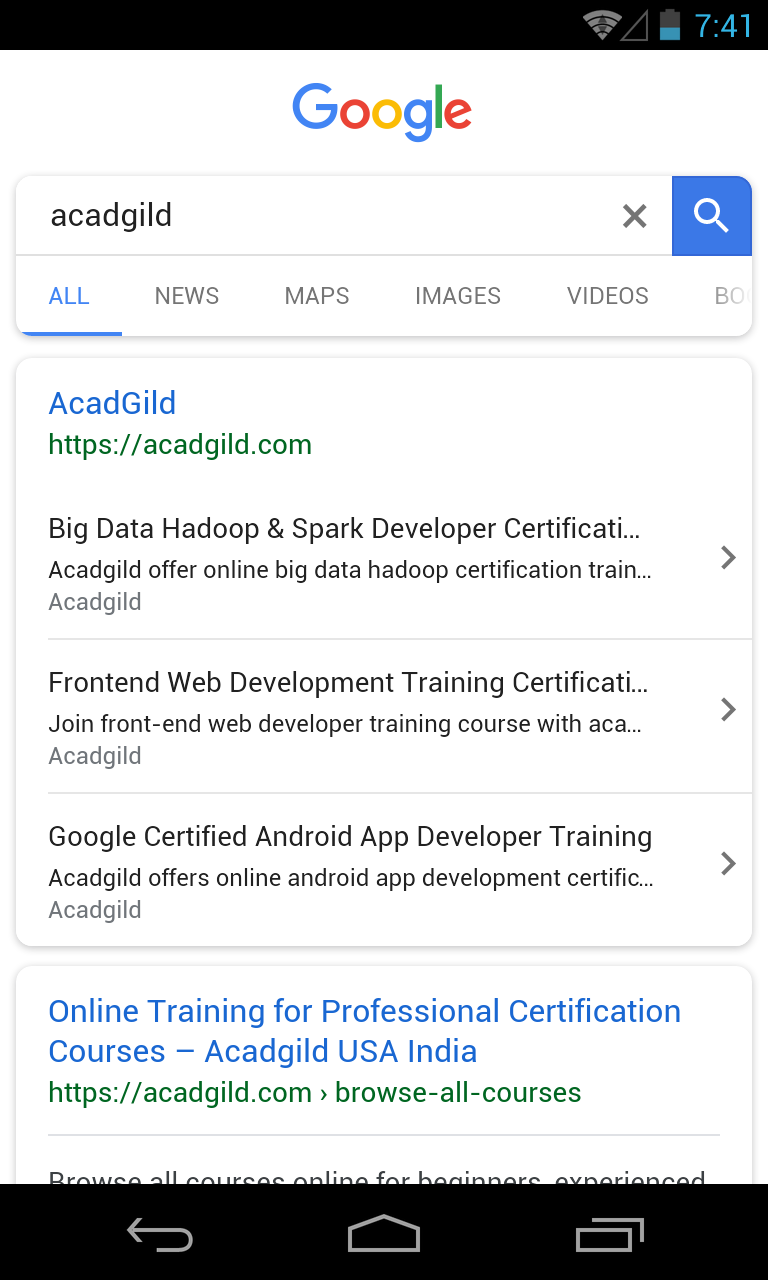 7:41
Google
acadgild
ALL NEWS MAPS IMAGES VIDEOS
AcadGild
https://acadgild.com
Big Data Hadoop & Spark Developer Certificati...
Acadgild offer online big data hadoop certification train...
Acadgild
Frontend Web Development Training Certificati...
Join front-end web developer training course with aca...
Acadgild
Google Certified Android App Developer Training
Acadgild offers online android app development certific...
Acadgild
Online Training for Professional Certification
Courses – Acadgild USA India
https://acadgild.com › browse-all-courses
Browse all courses online for beginners, experienced